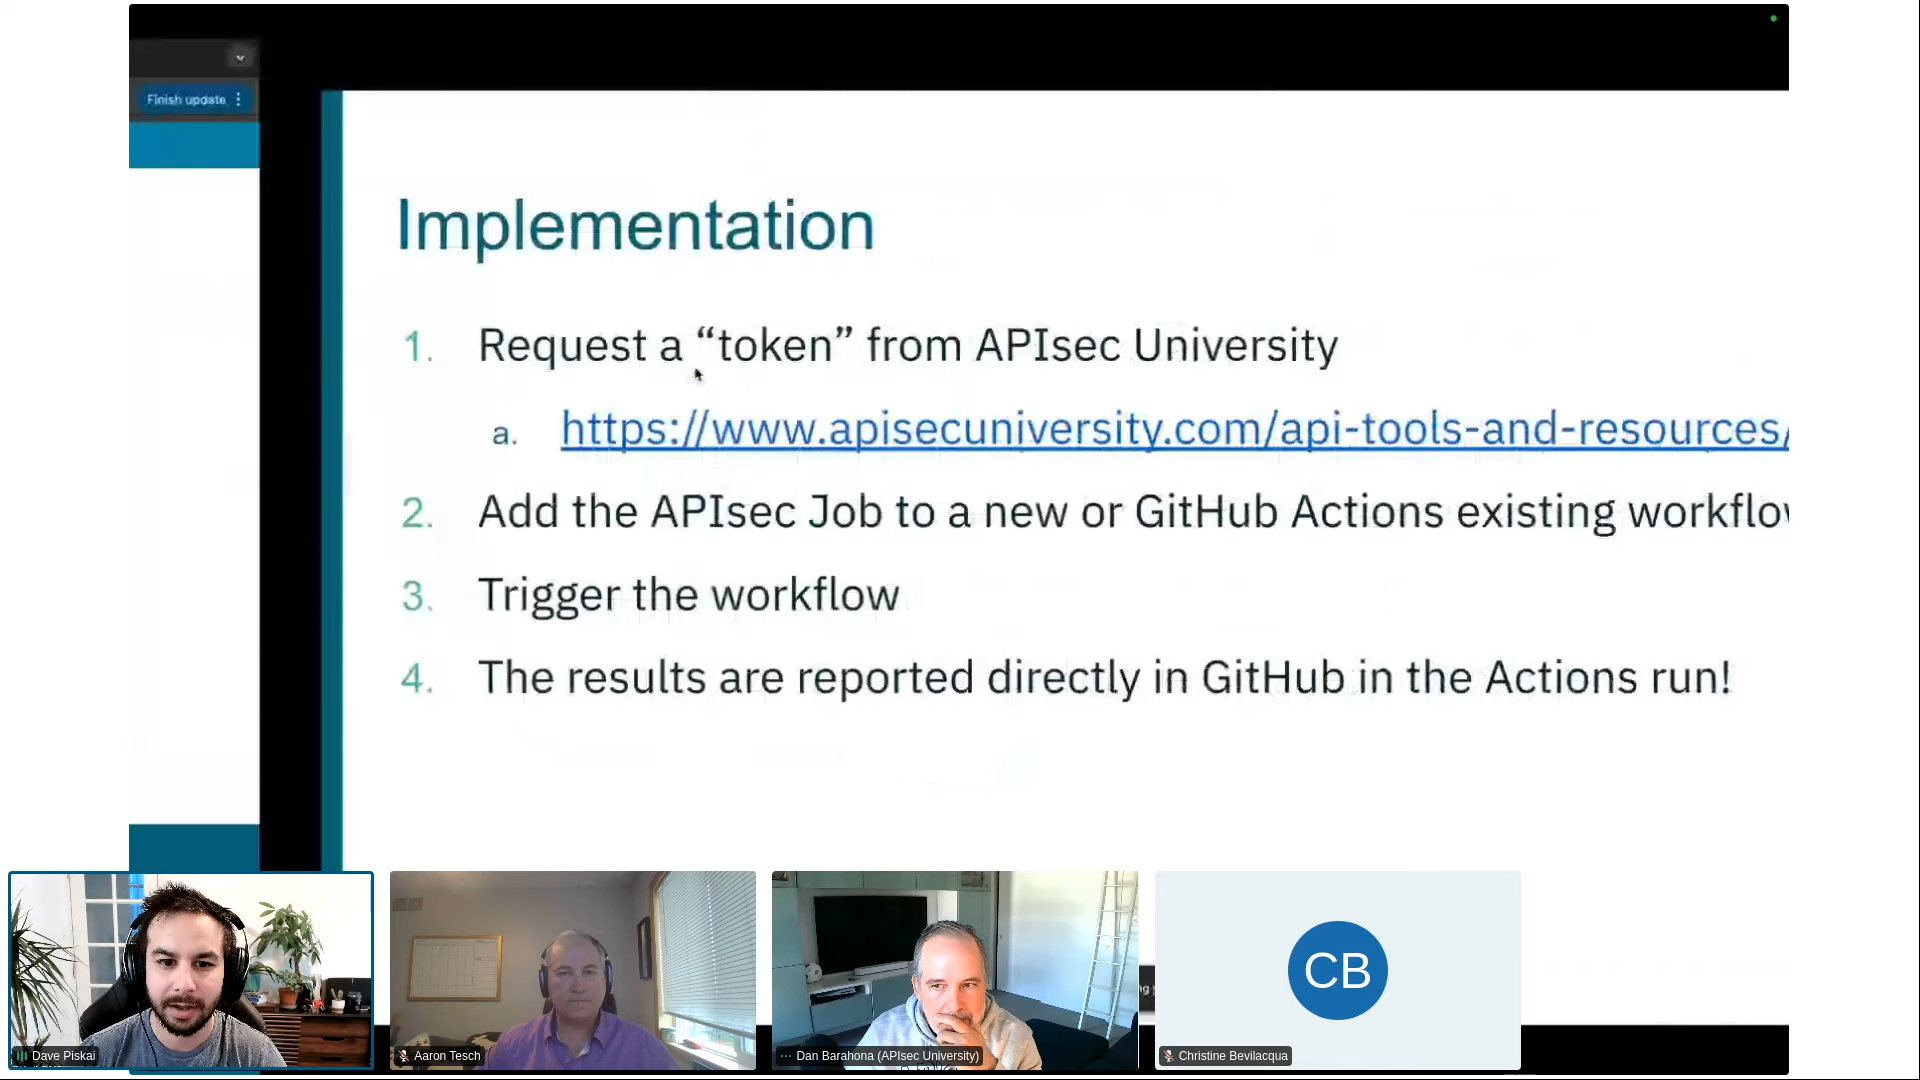 Finish update
Implementation
1. Request a “token” from APIsec University
a. https://www.apisecuniversity.com/api-tools-and-resources/
2. Add the APIsec Job to a new or GitHub Actions existing workflow
3. Trigger the workflow
4. The results are reported directly in GitHub in the Actions run!
CB
Dave Piskai
Aaron Tesch
Dan Barahona (APIsec University)
Christine Bevilacqua